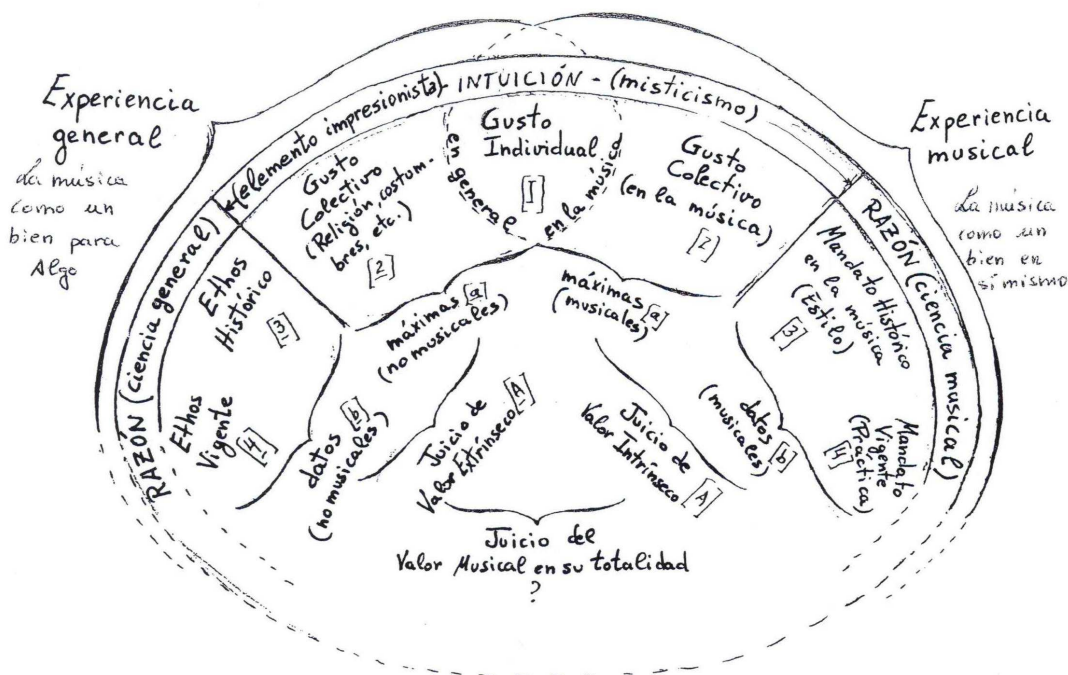 Experiencia
general
La música
como un
bien para
Algo
Experiencia
musical
La música
como un
bien en
sí mismo
RAZÓN (ciencia general)
(elemento impresionista)- INTUICIÓN - (misticismo)
RAZÓN (ciencia musical)
Gusto
Individual
[1]
en general
en la música
Gusto
Colectivo
(Religión, costum-
bres, etc.)
[2]
Gusto
Colectivo
(en la música)
[2]
Ethos
Histórico
[3]
Ethos
Vigente
[4]
Mandato Histórico
en la música
(Estilo)
[3]
Mandato
Vigente
(Práctica)
[4]
máximas [a]
(no musicales)
máximas [a]
(musicales)
datos [b]
(no musicales)
datos [b]
(musicales)
Juicio de
Valor Extrínseco [A]
Juicio de
Valor Intrínseco [A]
Juicio del
Valor Musical en su totalidad
?